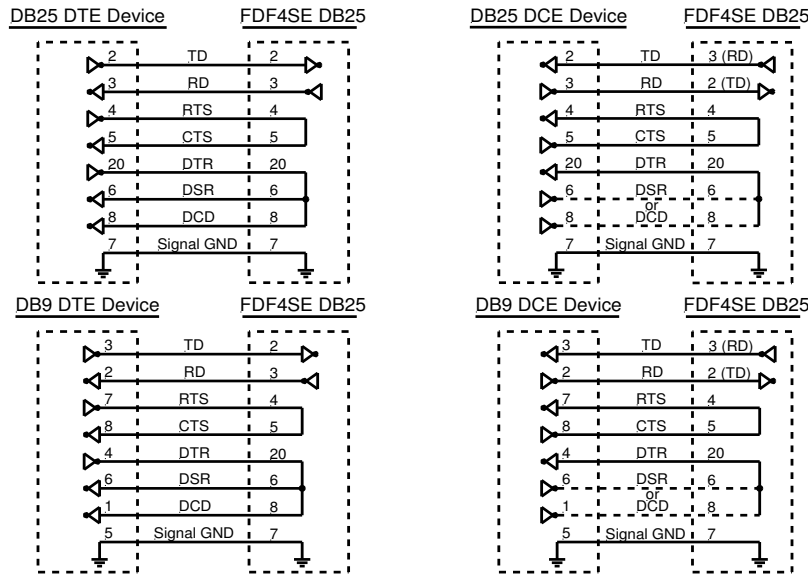 DB25 DTE Device FDF4SE DB25
2 TD 2
3 RD 3
4 RTS 4
5 CTS 5
20 DTR 20
6 DSR 6
8 DCD 8
7 Signal GND 7
DB25 DCE Device FDF4SE DB25
2 TD 3 (RD)
3 RD 2 (TD)
4 RTS 4
5 CTS 5
20 DTR 20
6 DSR 6
or
8 DCD 8
7 Signal GND 7
DB9 DTE Device FDF4SE DB25
3 TD 2
2 RD 3
7 RTS 4
8 CTS 5
4 DTR 20
6 DSR 6
1 DCD 8
5 Signal GND 7
DB9 DCE Device FDF4SE DB25
3 TD 3 (RD)
2 RD 2 (TD)
7 RTS 4
8 CTS 5
4 DTR 20
6 DSR 6
or
1 DCD 8
5 Signal GND 7